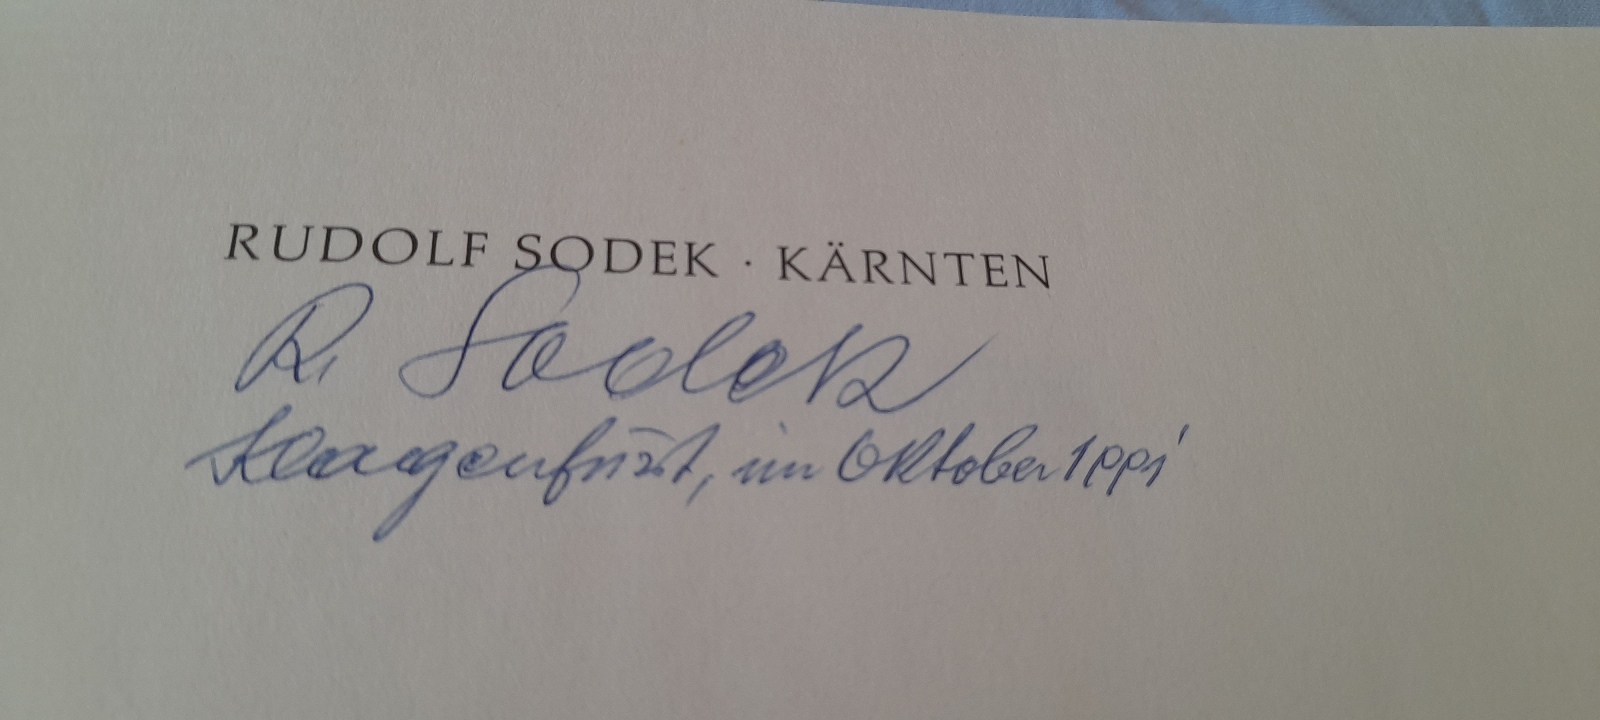 RUDOLF SODEK · KÄRNTEN
R. Sodek
Klagenfurt, im Oktober 1991